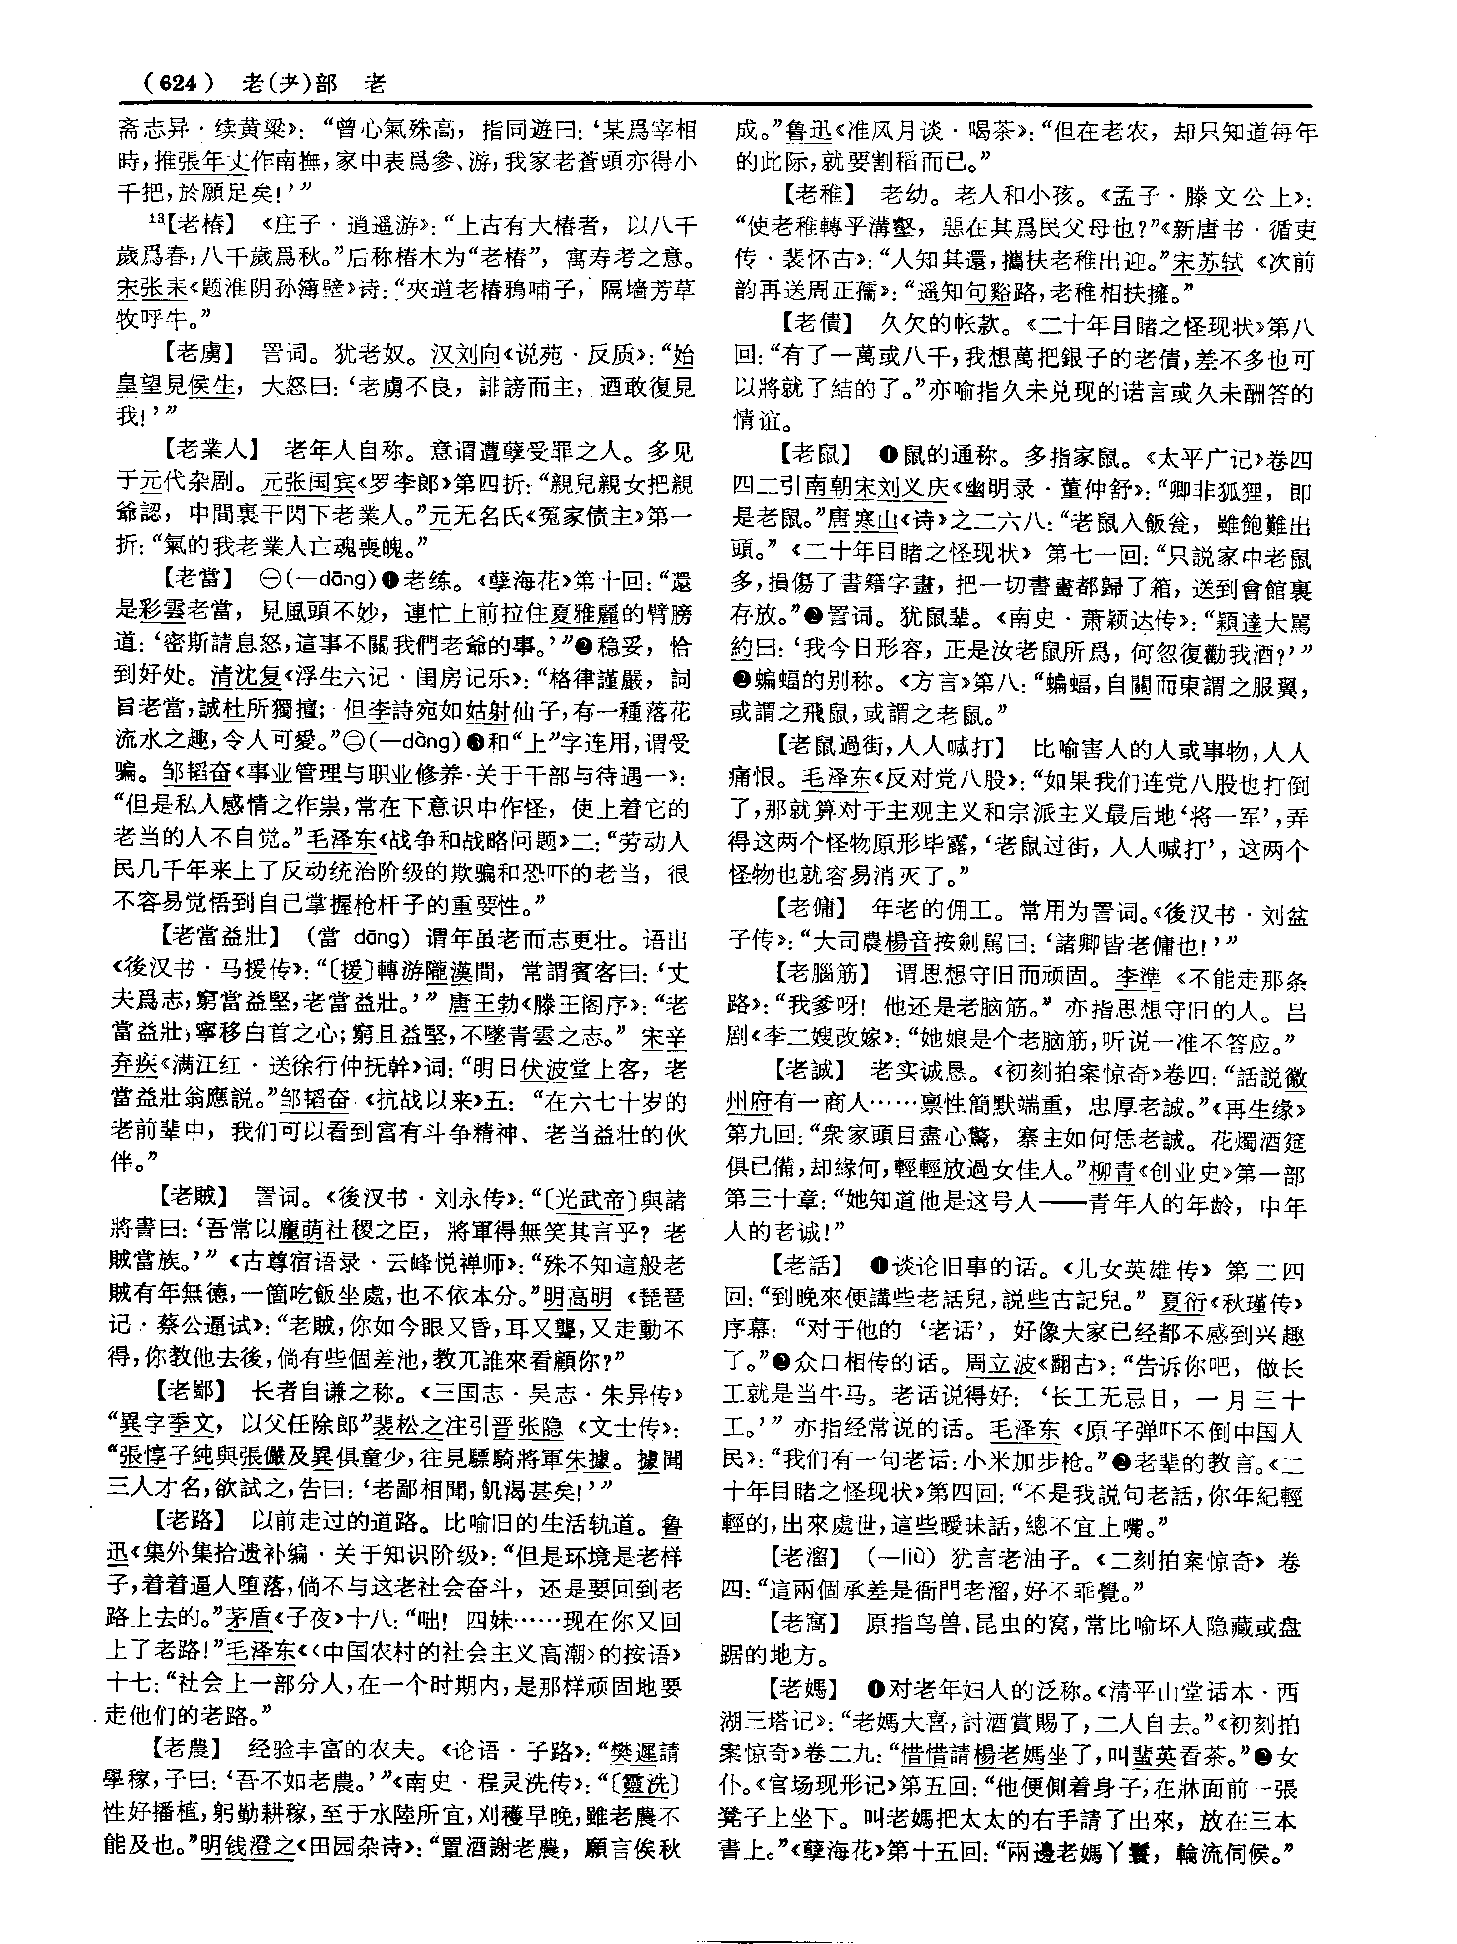 （624） 老(耂)部 老
斋志异·续黄粱》：“曾心氣殊高，指同遊曰：‘某爲宰相
時，推張年丈作南撫，家中表爲參、游，我家老蒼頭亦得小
千把，於願足矣！’”
¹³【老椿】 《庄子·逍遥游》：“上古有大椿者，以八千
歲爲春，八千歲爲秋。”后称椿木为“老椿”，寓寿考之意。
宋张耒《题淮阴孙簿壁》诗：“夾道老椿鴉哺子，隔墙芳草
牧呼牛。”
【老虜】 詈词。犹老奴。汉刘向《说苑·反质》：“始
皇望見侯生，大怒曰：‘老虜不良，誹謗而主，迺敢復見
我！’”
【老業人】 老年人自称。意谓遭孽受罪之人。多见
于元代杂剧。元张国宾《罗李郎》第四折：“親兒親女把親
爺認，中間裏干閃下老業人。”元无名氏《冤家债主》第一
折：“氣的我老業人亡魂喪魄。”
【老當】 ㊀(—dāng)❶老练。《孽海花》第十回：“還
是彩雲老當，見風頭不妙，連忙上前拉住夏雅麗的臂膀
道：‘密斯請息怒，這事不關我們老爺的事。’”❷稳妥，恰
到好处。清沈复《浮生六记·闺房记乐》：“格律謹嚴，詞
旨老當，誠杜所獨擅；但李詩宛如姑射仙子，有一種落花
流水之趣，令人可愛。”㊁(—dàng)❸和“上”字连用，谓受
骗。邹韬奋《事业管理与职业修养·关于干部与待遇一》：
“但是私人感情之作祟，常在下意识中作怪，使上着它的
老当的人不自觉。”毛泽东《战争和战略问题》二：“劳动人
民几千年来上了反动统治阶级的欺骗和恐吓的老当，很
不容易觉悟到自己掌握枪杆子的重要性。”
【老當益壯】 (當 dāng) 谓年虽老而志更壮。语出
《後汉书·马援传》：“〔援〕轉游隴漢間，常謂賓客曰：‘丈
夫爲志，窮當益堅，老當益壯。’” 唐王勃《滕王阁序》：“老
當益壯，寧移白首之心；窮且益堅，不墜青雲之志。” 宋辛
弃疾《满江红·送徐行仲抚幹》词：“明日伏波堂上客，老
當益壯翁應説。”邹韬奋《抗战以来》五：“在六七十岁的
老前辈中，我们可以看到富有斗争精神、老当益壮的伙
伴。”
【老賊】 詈词。《後汉书·刘永传》：“〔光武帝〕與諸
將書曰：‘吾常以龐萌社稷之臣，將軍得無笑其言乎？老
賊當族。’”《古尊宿语录·云峰悦禅师》：“殊不知這般老
賊有年無德，一箇吃飯坐處，也不依本分。”明高明《琵琶
记·蔡公逼试》：“老賊，你如今眼又昏，耳又聾，又走動不
得，你教他去後，倘有些個差池，教兀誰來看顧你？”
【老鄙】 长者自谦之称。《三国志·吴志·朱异传》
“異字季文，以父任除郎”裴松之注引晋张隐《文士传》：
“張惇子純與張儼及異俱童少，往見驃騎將軍朱據。據聞
三人才名，欲試之，告曰：‘老鄙相聞，飢渴甚矣！’”
【老路】 以前走过的道路。比喻旧的生活轨道。鲁
迅《集外集拾遗补编·关于知识阶级》：“但是环境是老样
子，着着逼人堕落，倘不与这老社会奋斗，还是要回到老
路上去的。”茅盾《子夜》十八：“咄！四妹……现在你又回
上了老路！”毛泽东《〈中国农村的社会主义高潮〉的按语》
十七：“社会上一部分人，在一个时期内，是那样顽固地要
走他们的老路。”
【老農】 经验丰富的农夫。《论语·子路》：“樊遲請
學稼，子曰：‘吾不如老農。’”《南史·程灵洗传》：“〔靈洗〕
性好播植，躬勤耕稼，至于水陸所宜，刈穫早晚，雖老農不
能及也。”明钱澄之《田园杂诗》：“置酒謝老農，願言俟秋
成。”鲁迅《准风月谈·喝茶》：“但在老农，却只知道每年
的此际，就要割稻而已。”
【老稚】 老幼。老人和小孩。《孟子·滕文公上》：
“使老稚轉乎溝壑，惡在其爲民父母也？”《新唐书·循吏
传·裴怀古》：“人知其還，攜扶老稚出迎。”宋苏轼《次前
韵再送周正孺》：“遥知句谿路，老稚相扶擁。”
【老債】 久欠的帐款。《二十年目睹之怪现状》第八
回：“有了一萬或八千，我想萬把銀子的老債，差不多也可
以將就了結的了。”亦喻指久未兑现的诺言或久未酬答的
情谊。
【老鼠】 ❶鼠的通称。多指家鼠。《太平广记》卷四
四二引南朝宋刘义庆《幽明录·董仲舒》：“卿非狐狸，即
是老鼠。”唐寒山《诗》之二六八：“老鼠入飯瓮，雖飽難出
頭。”《二十年目睹之怪现状》第七一回：“只説家中老鼠
多，損傷了書籍字畫，把一切書畫都歸了箱，送到會館裏
存放。”❷詈词。犹鼠辈。《南史·萧颖达传》：“穎達大駡
約曰：‘我今日形容，正是汝老鼠所爲，何忽復勸我酒？’”
❷蝙蝠的别称。《方言》第八：“蝙蝠，自關而東謂之服翼，
或謂之飛鼠，或謂之老鼠。”
【老鼠過街，人人喊打】 比喻害人的人或事物，人人
痛恨。毛泽东《反对党八股》：“如果我们连党八股也打倒
了，那就算对于主观主义和宗派主义最后地‘将一军’，弄
得这两个怪物原形毕露，‘老鼠过街，人人喊打’，这两个
怪物也就容易消灭了。”
【老傭】 年老的佣工。常用为詈词。《後汉书·刘盆
子传》：“大司農楊音按劍駡曰：‘諸卿皆老傭也！’”
【老腦筋】 谓思想守旧而顽固。李準《不能走那条
路》：“我爹呀！他还是老脑筋。” 亦指思想守旧的人。吕
剧《李二嫂改嫁》：“她娘是个老脑筋，听说一准不答应。”
【老誠】 老实诚恳。《初刻拍案惊奇》卷四：“話説徽
州府有一商人……禀性簡默端重，忠厚老誠。”《再生缘》
第九回：“衆家頭目盡心驚，寨主如何恁老誠。花燭酒筵
俱已備，却緣何，輕輕放過女佳人。”柳青《创业史》第一部
第三十章：“她知道他是这号人——青年人的年龄，中年
人的老诚！”
【老話】 ❶谈论旧事的话。《儿女英雄传》第二四
回：“到晚來便講些老話兒，説些古記兒。” 夏衍《秋瑾传》
序幕：“对于他的‘老话’，好像大家已经都不感到兴趣
了。”❷众口相传的话。周立波《翻古》：“告诉你吧，做长
工就是当牛马。老话说得好：‘长工无忌日，一月三十
工。’” 亦指经常说的话。毛泽东《原子弹吓不倒中国人
民》：“我们有一句老话：小米加步枪。”❷老辈的教言。《二
十年目睹之怪现状》第四回：“不是我説句老話，你年紀輕
輕的，出來處世，這些曖昧話，總不宜上嘴。”
【老溜】 (—liù) 犹言老油子。《二刻拍案惊奇》卷
四：“這兩個承差是衙門老溜，好不乖覺。”
【老窩】 原指鸟兽、昆虫的窝，常比喻坏人隐藏或盘
踞的地方。
【老媽】 ❶对老年妇人的泛称。《清平山堂话本·西
湖三塔记》：“老媽大喜，討酒賞賜了，二人自去。”《初刻拍
案惊奇》卷二九：“惜惜請楊老媽坐了，叫蜚英看茶。”❷女
仆。《官场现形记》第五回：“他便側着身子，在牀面前一張
凳子上坐下。叫老媽把太太的右手請了出來，放在三本
書上。”《孽海花》第十五回：“兩邊老媽丫鬟，輪流伺候。”